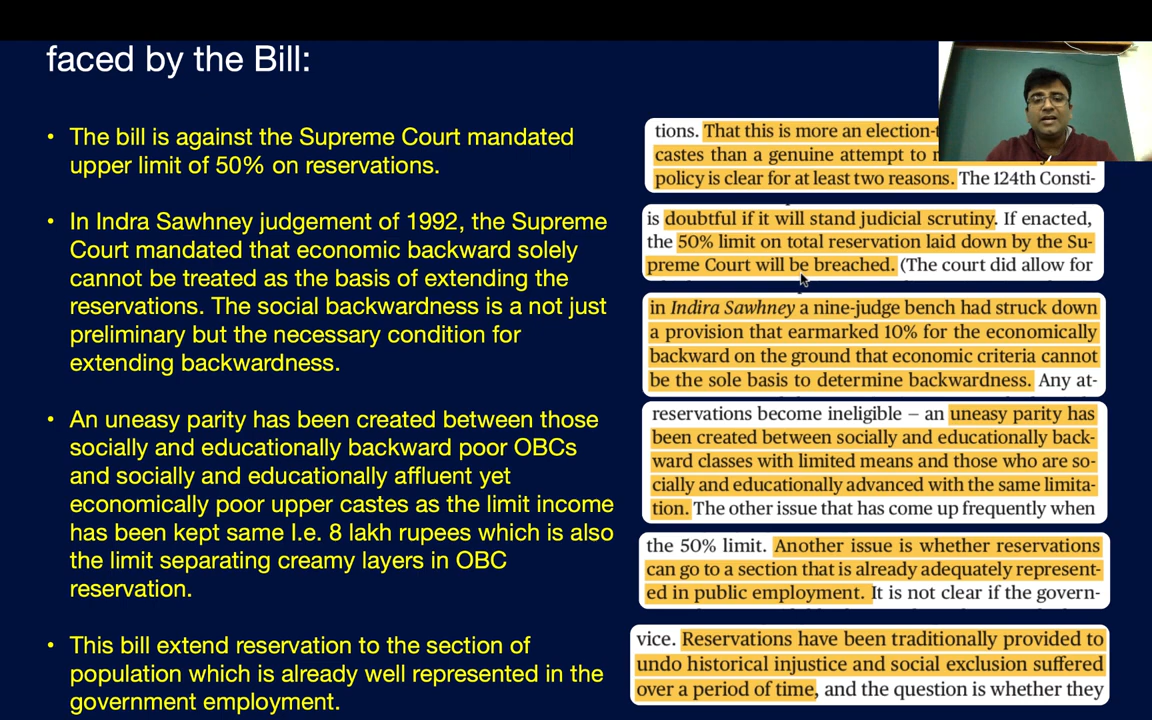 faced by the Bill:
• The bill is against the Supreme Court mandated
upper limit of 50% on reservations.
• In Indra Sawhney judgement of 1992, the Supreme
Court mandated that economic backward solely
cannot be treated as the basis of extending the
reservations. The social backwardness is a not just
preliminary but the necessary condition for
extending backwardness.
• An uneasy parity has been created between those
socially and educationally backward poor OBCs
and socially and educationally affluent yet
economically poor upper castes as the limit income
has been kept same I.e. 8 lakh rupees which is also
the limit separating creamy layers in OBC
reservation.
• This bill extend reservation to the section of
population which is already well represented in the
government employment.
tions. That this is more an election-
castes than a genuine attempt to
policy is clear for at least two reasons. The 124th Consti-
is doubtful if it will stand judicial scrutiny. If enacted,
the 50% limit on total reservation laid down by the Su-
preme Court will be breached. (The court did allow for
in Indira Sawhney a nine-judge bench had struck down
a provision that earmarked 10% for the economically
backward on the ground that economic criteria cannot
be the sole basis to determine backwardness. Any at-
reservations become ineligible – an uneasy parity has
been created between socially and educationally back-
ward classes with limited means and those who are so-
cially and educationally advanced with the same limita-
tion. The other issue that has come up frequently when
the 50% limit. Another issue is whether reservations
can go to a section that is already adequately represent-
ed in public employment. It is not clear if the govern-
vice. Reservations have been traditionally provided to
undo historical injustice and social exclusion suffered
over a period of time, and the question is whether they